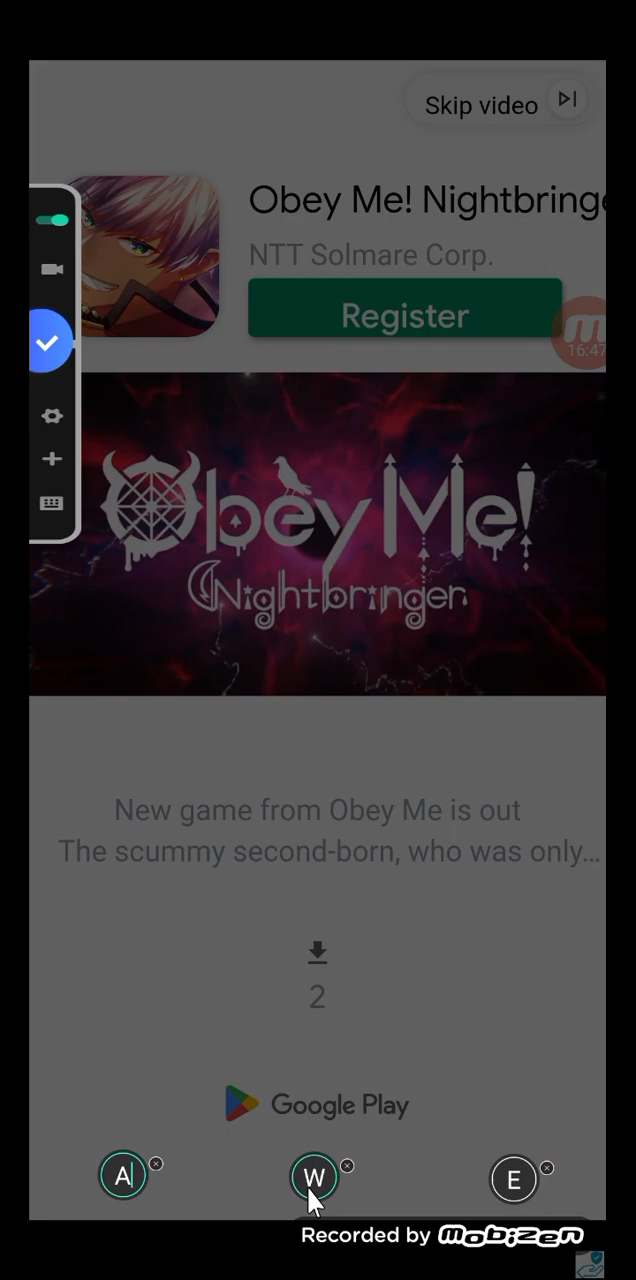 Skip video
Obey Me! Nightbringe
NTT Solmare Corp.
Register
16:47
Obey Me!
Nightbringer
New game from Obey Me is out
The scummy second-born, who was only...
2
Google Play
A
W
E
Recorded by mobizen